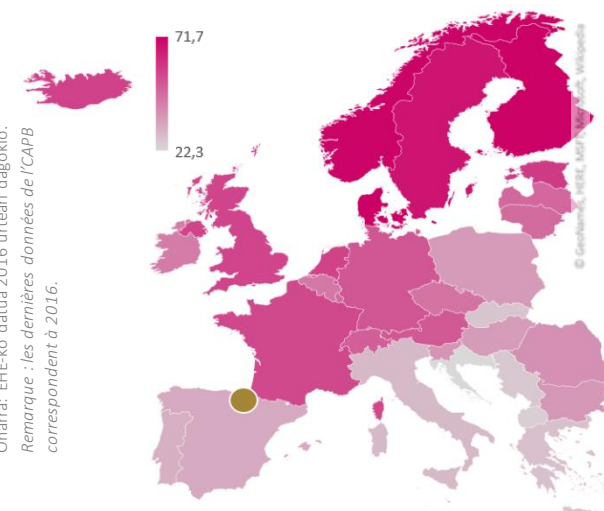 71,7
22,3
Oharra: EHE-ko datua 2016 urteari dagokio.
Remarque : les dernières données de l'CAPB
correspondent à 2016.
© GeoNames, HERE, MSFT, Microsoft, Wikipedia